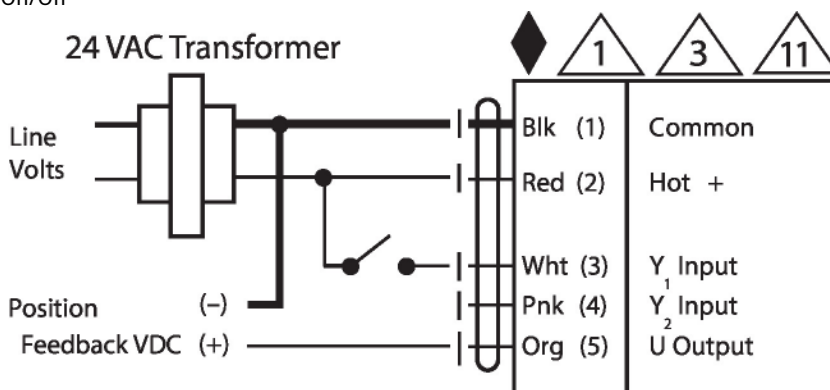 On/Off
24 VAC Transformer
1 3 11
Line
Volts
Blk (1) Common
Red (2) Hot +
Wht (3) Y1 Input
Pnk (4) Y2 Input
Org (5) U Output
Position (–)
Feedback VDC (+)